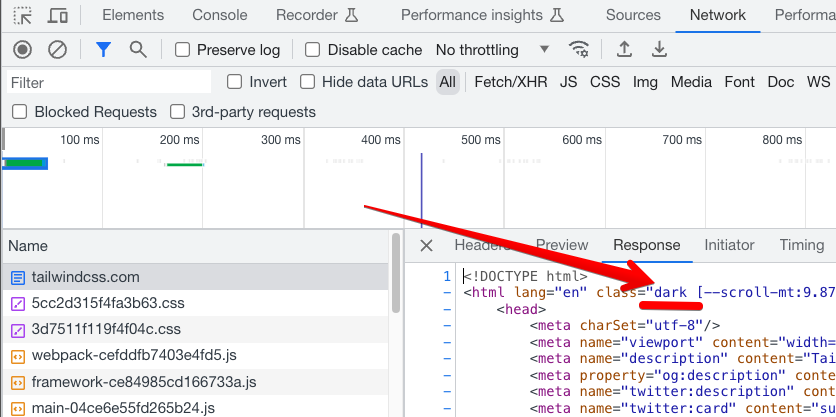 Elements Console Recorder Performance insights Sources Network Performa
Preserve log Disable cache No throttling
Filter Invert Hide data URLs All Fetch/XHR JS CSS Img Media Font Doc WS
Blocked Requests 3rd-party requests
100 ms 200 ms 300 ms 400 ms 500 ms 600 ms 700 ms 800 ms
Name
tailwindcss.com
5cc2d315f4fa3b63.css
3d7511f119f4f04c.css
webpack-cefddfb7403e4fd5.js
framework-ce84985cd166733a.js
main-04ce6e55fd265b24.js
Headers Preview Response Initiator Timing
1 <!DOCTYPE html>
- <html lang="en" class="dark [--scroll-mt:9.87
- <head>
- <meta charSet="utf-8"/>
- <meta name="viewport" content="width=
- <meta name="description" content="Tai
- <meta property="og:description" conte
- <meta name="twitter:description" cont
- <meta name="twitter:card" content="su